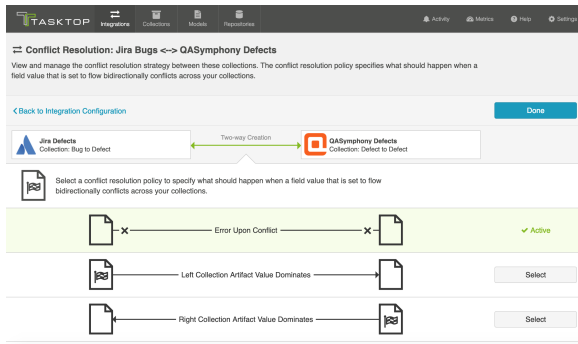 TASKTOP
Integrations
Collections
Models
Repositories
Activity
Metrics
Help
Settings
Conflict Resolution: Jira Bugs <--> QASymphony Defects
View and manage the conflict resolution strategy between these collections. The conflict resolution policy specifies what should happen when a
field value that is set to flow bidirectionally conflicts across your collections.
Back to Integration Configuration
Done
Jira Defects
Collection: Bug to Defect
Two-way Creation
QASymphony Defects
Collection: Defect to Defect
Select a conflict resolution policy to specify what should happen when a field value that is set to flow
bidirectionally conflicts across your collections.
Error Upon Conflict
Active
Left Collection Artifact Value Dominates
Select
Right Collection Artifact Value Dominates
Select